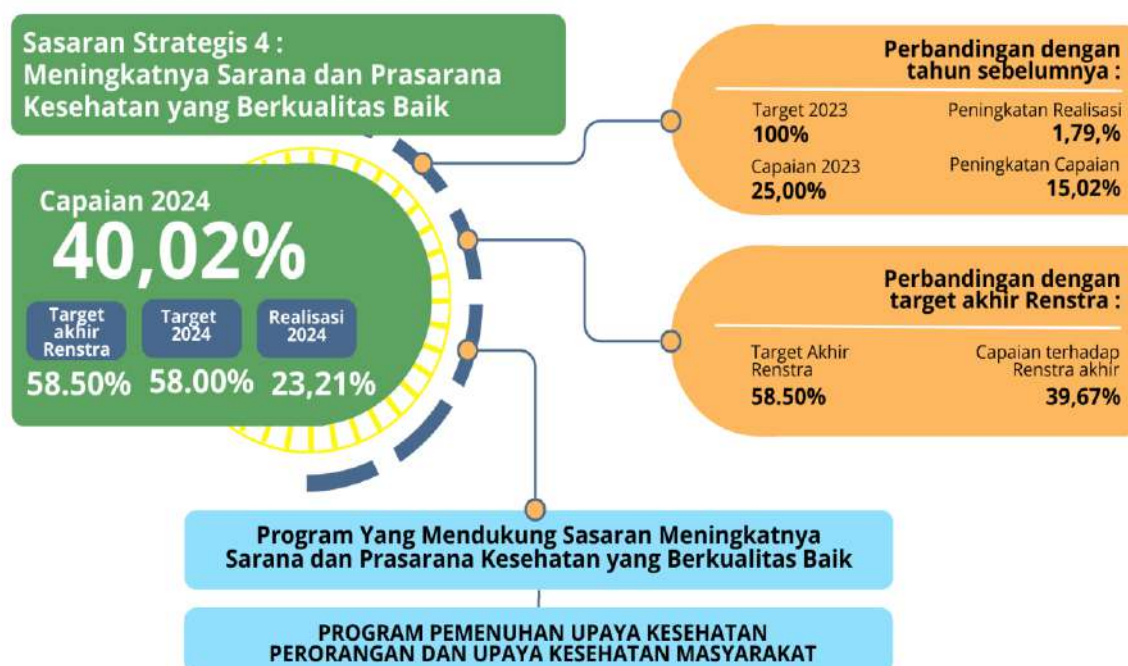 Sasaran Strategis 4 :
Meningkatnya Sarana dan Prasarana
Kesehatan yang Berkualitas Baik
Capaian 2024
40,02%
Target
akhir
Renstra
58.50%
Target
2024
58.00%
Realisasi
2024
23,21%
Perbandingan dengan
tahun sebelumnya :
Target 2023
100%
Peningkatan Realisasi
1,79,%
Capaian 2023
25,00%
Peningkatan Capaian
15,02%
Perbandingan dengan
target akhir Renstra :
Target Akhir
Renstra
58.50%
Capaian terhadap
Renstra akhir
39,67%
Program Yang Mendukung Sasaran Meningkatnya
Sarana dan Prasarana Kesehatan yang Berkualitas Baik
PROGRAM PEMENUHAN UPAYA KESEHATAN
PERORANGAN DAN UPAYA KESEHATAN MASYARAKAT